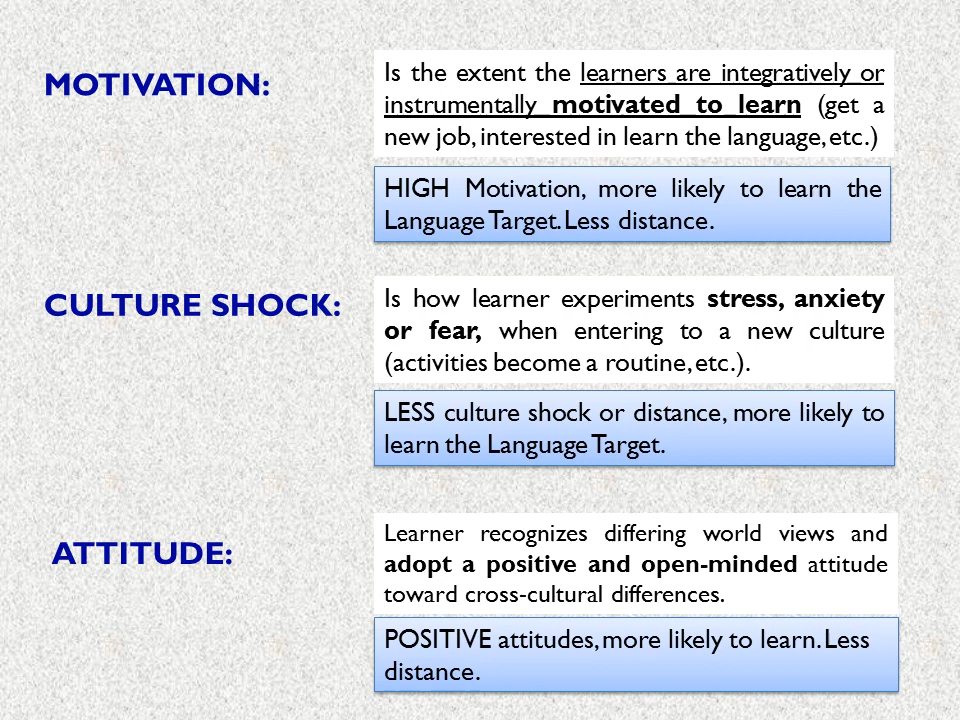 MOTIVATION:
Is the extent the learners are integratively or
instrumentally motivated to learn (get a
new job, interested in learn the language, etc.)
HIGH Motivation, more likely to learn the
Language Target. Less distance.
CULTURE SHOCK:
Is how learner experiments stress, anxiety
or fear, when entering to a new culture
(activities become a routine, etc.).
LESS culture shock or distance, more likely to
learn the Language Target.
ATTITUDE:
Learner recognizes differing world views and
adopt a positive and open-minded attitude
toward cross-cultural differences.
POSITIVE attitudes, more likely to learn. Less
distance.